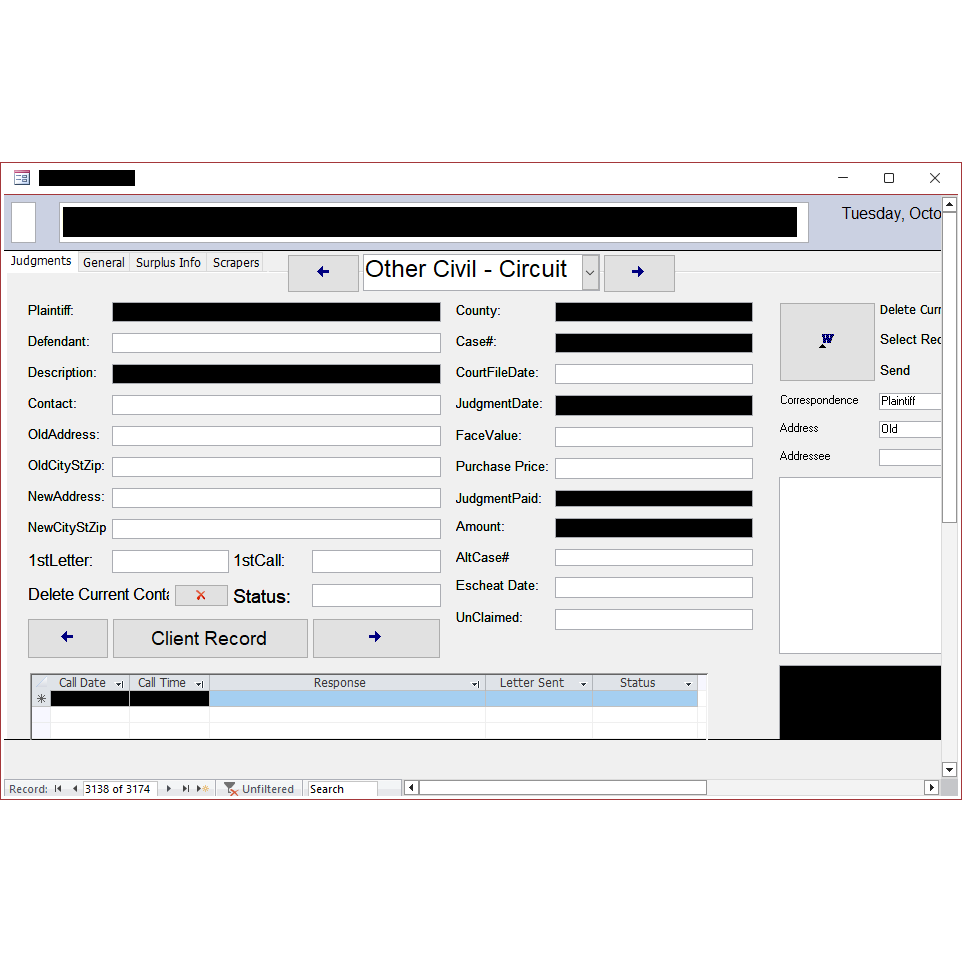 Tuesday, Octo
Judgments General Surplus Info Scrapers
Other Civil - Circuit
Plaintiff:
Defendant:
Description:
Contact:
OldAddress:
OldCityStZip:
NewAddress:
NewCityStZip
1stLetter: 1stCall:
Delete Current Conta Status:
Client Record
County:
Case#:
CourtFileDate:
JudgmentDate:
FaceValue:
Purchase Price:
JudgmentPaid:
Amount:
AltCase#
Escheat Date:
UnClaimed:
W
Delete Curr
Select Rec
Send
Correspondence Plaintiff
Address Old
Addressee
Call Date Call Time Response Letter Sent Status
Record: 3138 of 3174 Unfiltered Search